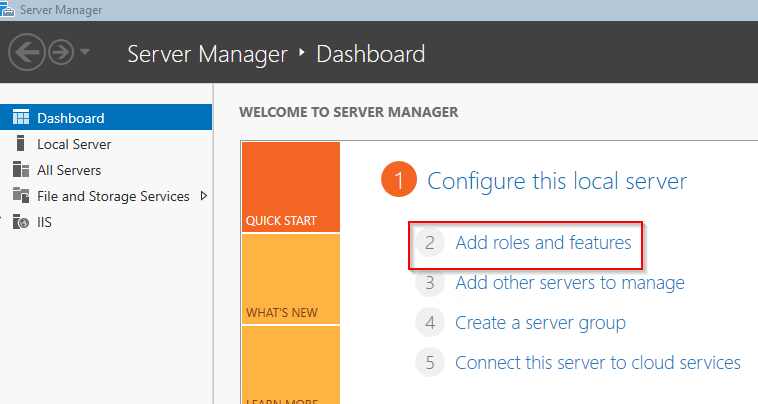 Server Manager
Server Manager ‣ Dashboard
Dashboard
Local Server
All Servers
File and Storage Services
IIS
WELCOME TO SERVER MANAGER
QUICK START
WHAT'S NEW
LEARN MORE
1 Configure this local server
2 Add roles and features
3 Add other servers to manage
4 Create a server group
5 Connect this server to cloud services